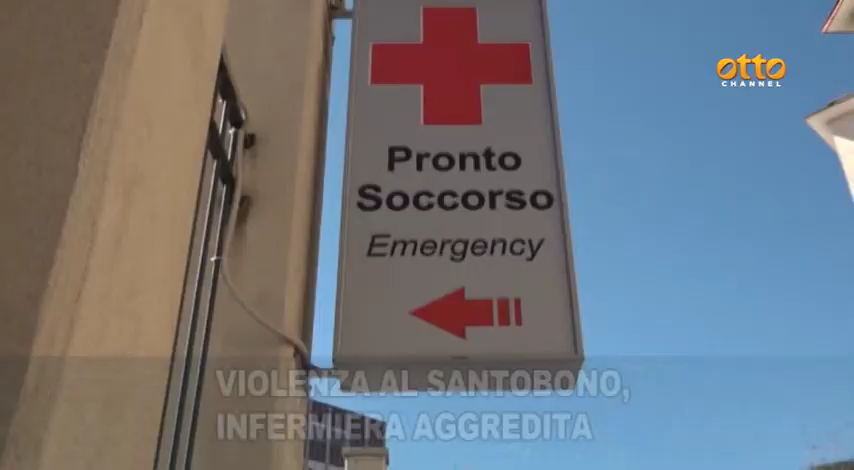 otto
CHANNEL
Pronto
Soccorso
Emergency
VIOLENZA AL SANTOBONO,
INFERMIERA AGGREDITA